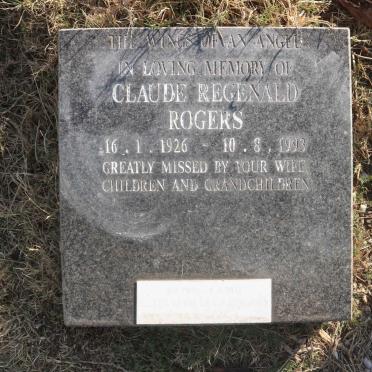 THE WINGS OF AN ANGEL
IN LOVING MEMORY OF
CLAUDE REGENALD
ROGERS
16 . 1 . 1926 - 10 . 8 . 1993
GREATLY MISSED BY YOUR WIFE
CHILDREN AND GRANDCHILDREN